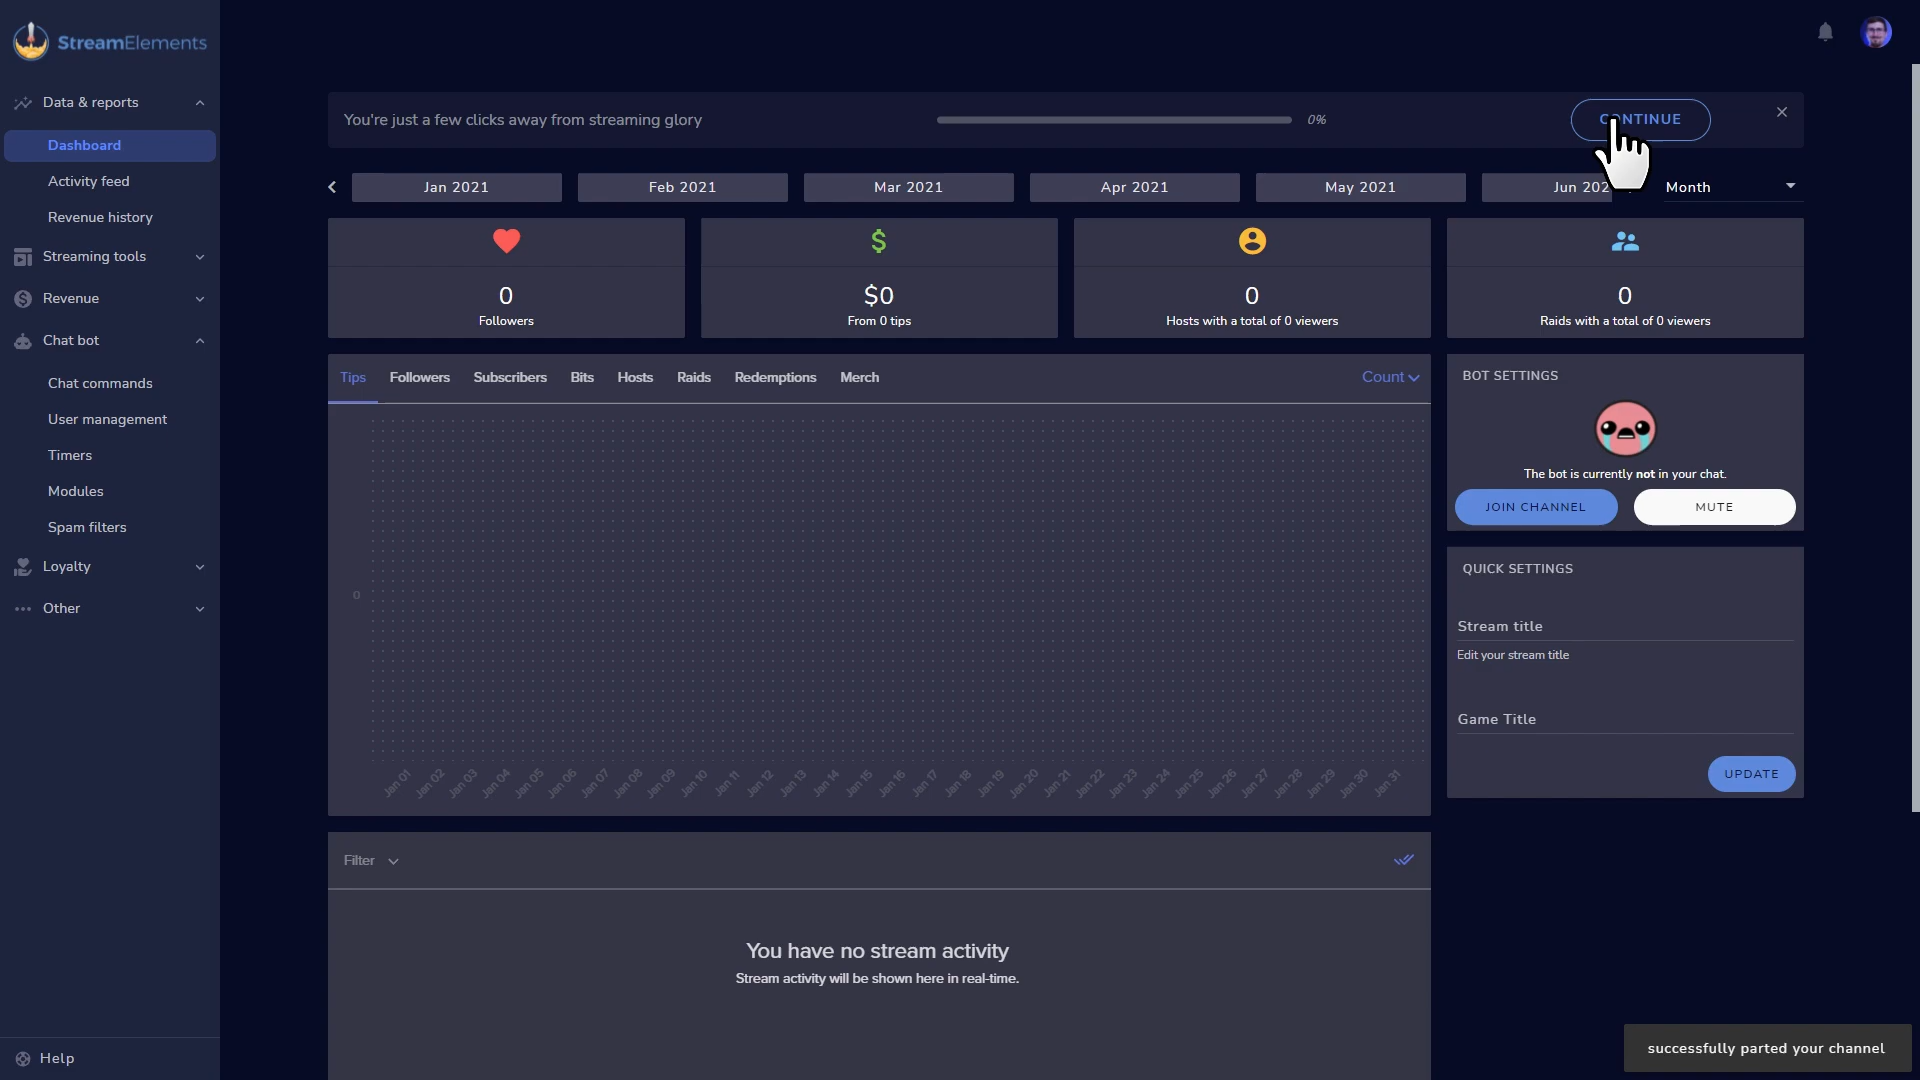 StreamElements
Data & reports
Dashboard
Activity feed
Revenue history
Streaming tools
Revenue
Chat bot
Chat commands
User management
Timers
Modules
Spam filters
Loyalty
Other
Help
You're just a few clicks away from streaming glory
0%
CONTINUE
Jan 2021
Feb 2021
Mar 2021
Apr 2021
May 2021
Jun 202
Month
0
Followers
$0
From 0 tips
0
Hosts with a total of 0 viewers
0
Raids with a total of 0 viewers
Tips
Followers
Subscribers
Bits
Hosts
Raids
Redemptions
Merch
Count
0
Jan 01
Jan 02
Jan 03
Jan 04
Jan 05
Jan 06
Jan 07
Jan 08
Jan 09
Jan 10
Jan 11
Jan 12
Jan 13
Jan 14
Jan 15
Jan 16
Jan 17
Jan 18
Jan 19
Jan 20
Jan 21
Jan 22
Jan 23
Jan 24
Jan 25
Jan 26
Jan 27
Jan 28
Jan 29
Jan 30
Jan 31
BOT SETTINGS
The bot is currently not in your chat.
JOIN CHANNEL
MUTE
QUICK SETTINGS
Stream title
Edit your stream title
Game Title
UPDATE
Filter
You have no stream activity
Stream activity will be shown here in real-time.
successfully parted your channel